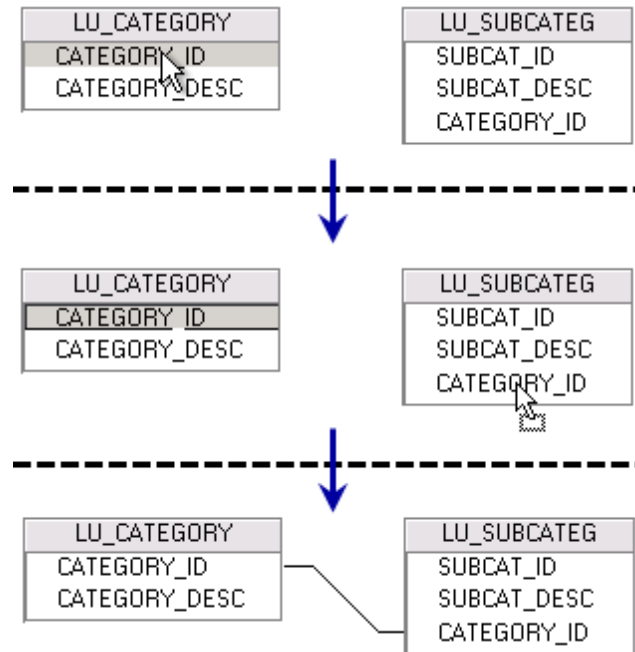 LU_CATEGORY
CATEGORY_ID
CATEGORY_DESC
LU_SUBCATEG
SUBCAT_ID
SUBCAT_DESC
CATEGORY_ID
LU_CATEGORY
CATEGORY_ID
CATEGORY_DESC
LU_SUBCATEG
SUBCAT_ID
SUBCAT_DESC
CATEGORY_ID
LU_CATEGORY
CATEGORY_ID
CATEGORY_DESC
LU_SUBCATEG
SUBCAT_ID
SUBCAT_DESC
CATEGORY_ID